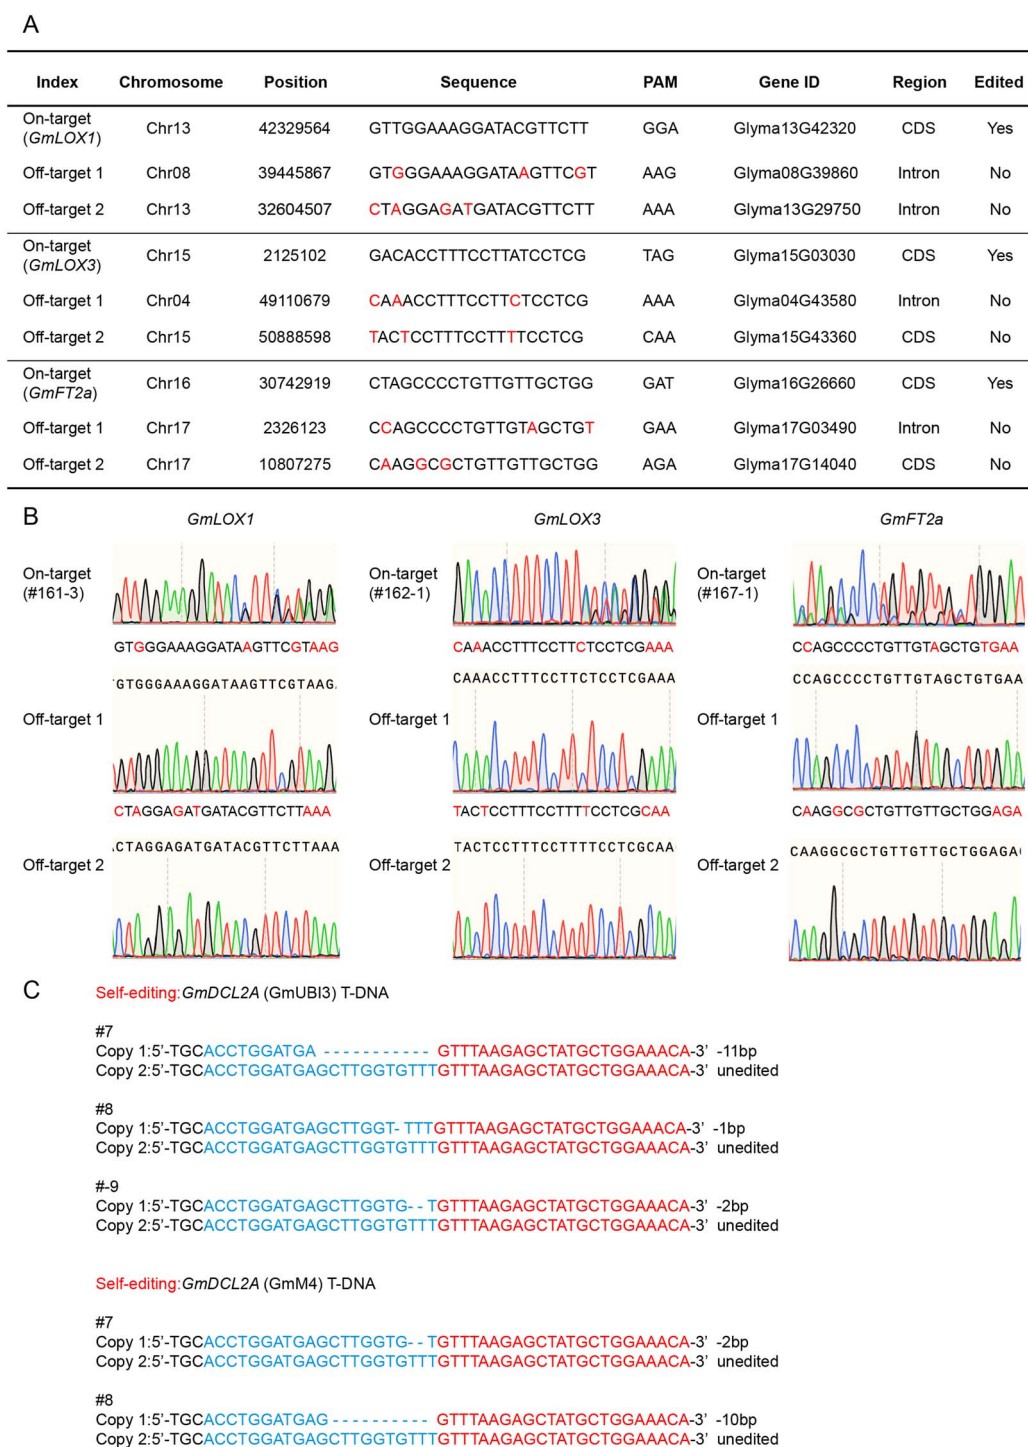 A
Index Chromosome Position Sequence PAM Gene ID Region Edited
On-target
(GmLOX1) Chr13 42329564 GTTGGAAAGGATACGTTCTT GGA Glyma13G42320 CDS Yes
Off-target 1 Chr08 39445867 GTGGGAAAGGATAAGTTCGT AAG Glyma08G39860 Intron No
Off-target 2 Chr13 32604507 CTAGGAGATGATACGTTCTT AAA Glyma13G29750 Intron No
On-target
(GmLOX3) Chr15 2125102 GACACCTTTCCTTATCCTCG TAG Glyma15G03030 CDS Yes
Off-target 1 Chr04 49110679 CAAACCTTTCCTTCTCCTCG AAA Glyma04G43580 Intron No
Off-target 2 Chr15 50888598 TACTCCTTTCCTTTTCCTCG CAA Glyma15G43360 CDS No
On-target
(GmFT2a) Chr16 30742919 CTAGCCCCTGTTGTTGCTGG GAT Glyma16G26660 CDS Yes
Off-target 1 Chr17 2326123 CCAGCCCCTGTTGTAGCTGT GAA Glyma17G03490 Intron No
Off-target 2 Chr17 10807275 CAAGGCGCTGTTGTTGCTGG AGA Glyma17G14040 CDS No
B
GmLOX1 GmLOX3 GmFT2a
On-target
(#161-3)
On-target
(#162-1)
On-target
(#167-1)
GTGGGAAAGGATAAGTTCGTAAG CAAACCTTTCCTTCTCCTCGAAA CCAGCCCCTGTTGTAGCTGTGAA
GTGGGAAAGGATAAGTTCGTAAG CAAACCTTTCCTTCTCCTCGAAA CCAGCCCCTGTTGTAGCTGTGAA
Off-target 1 Off-target 1 Off-target 1
CTAGGAGATGATACGTTCTTAAA TACTCCTTTCCTTTTCCTCGCAA CAAGGCGCTGTTGTTGCTGGAGA
CTAGGAGATGATACGTTCTTAAA TACTCCTTTCCTTTTCCTCGCAA CAAGGCGCTGTTGTTGCTGGAGA
Off-target 2 Off-target 2 Off-target 2
C
Self-editing:GmDCL2A (GmUBI3) T-DNA
#7
Copy 1:5’-TGCACCTGGATGA - - - - - - - - - - - GTTTAAGAGCTATGCTGGAAACA-3’ -11bp
Copy 2:5’-TGCACCTGGATGAGCTTGGTGTTTGTTTAAGAGCTATGCTGGAAACA-3’ unedited
#8
Copy 1:5’-TGCACCTGGATGAGCTTGGT- TTTGTTTAAGAGCTATGCTGGAAACA-3’ -1bp
Copy 2:5’-TGCACCTGGATGAGCTTGGTGTTTGTTTAAGAGCTATGCTGGAAACA-3’ unedited
#-9
Copy 1:5’-TGCACCTGGATGAGCTTGGTG- - TGTTTAAGAGCTATGCTGGAAACA-3’ -2bp
Copy 2:5’-TGCACCTGGATGAGCTTGGTGTTTGTTTAAGAGCTATGCTGGAAACA-3’ unedited
Self-editing:GmDCL2A (GmM4) T-DNA
#7
Copy 1:5’-TGCACCTGGATGAGCTTGGTG- - TGTTTAAGAGCTATGCTGGAAACA-3’ -2bp
Copy 2:5’-TGCACCTGGATGAGCTTGGTGTTTGTTTAAGAGCTATGCTGGAAACA-3’ unedited
#8
Copy 1:5’-TGCACCTGGATGAG - - - - - - - - - - GTTTAAGAGCTATGCTGGAAACA-3’ -10bp
Copy 2:5’-TGCACCTGGATGAGCTTGGTGTTTGTTTAAGAGCTATGCTGGAAACA-3’ unedited